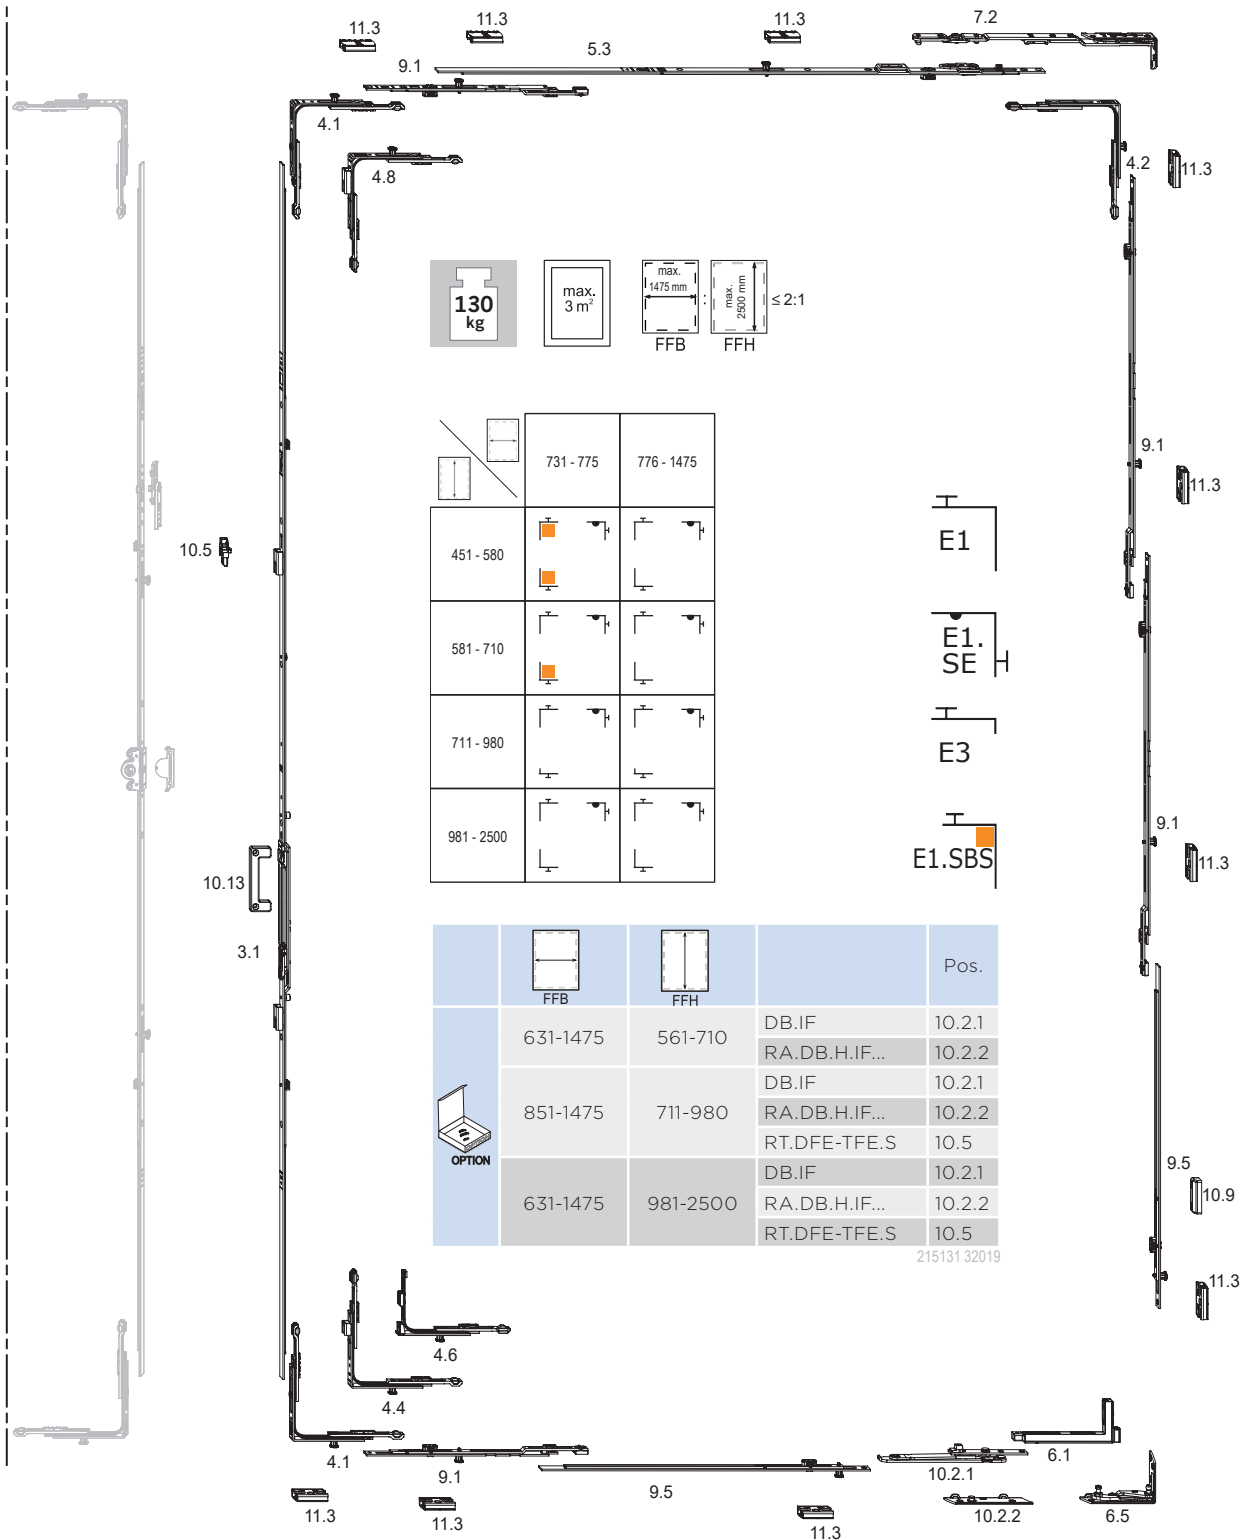 11.3
11.3
11.3
7.2
5.3
9.1
4.1
4.8
4.2
11.3
130
kg
max.
3 m²
max.
1475 mm
FFB
:
max.
2500 mm
FFH
≤ 2:1
731 - 775
776 - 1475
451 - 580
581 - 710
711 - 980
981 - 2500
9.1
11.3
10.5
E1
E1.
SE
E3
E1.SBS
9.1
11.3
10.13
3.1
FFB
FFH
Pos.
OPTION
631-1475
561-710
DB.IF
10.2.1
RA.DB.H.IF...
10.2.2
851-1475
711-980
DB.IF
10.2.1
RA.DB.H.IF...
10.2.2
RT.DFE-TFE.S
10.5
631-1475
981-2500
DB.IF
10.2.1
RA.DB.H.IF...
10.2.2
RT.DFE-TFE.S
10.5
215131 32019
9.5
10.9
11.3
4.6
4.4
4.1
9.1
9.5
10.2.1
6.1
11.3
11.3
11.3
10.2.2
6.5